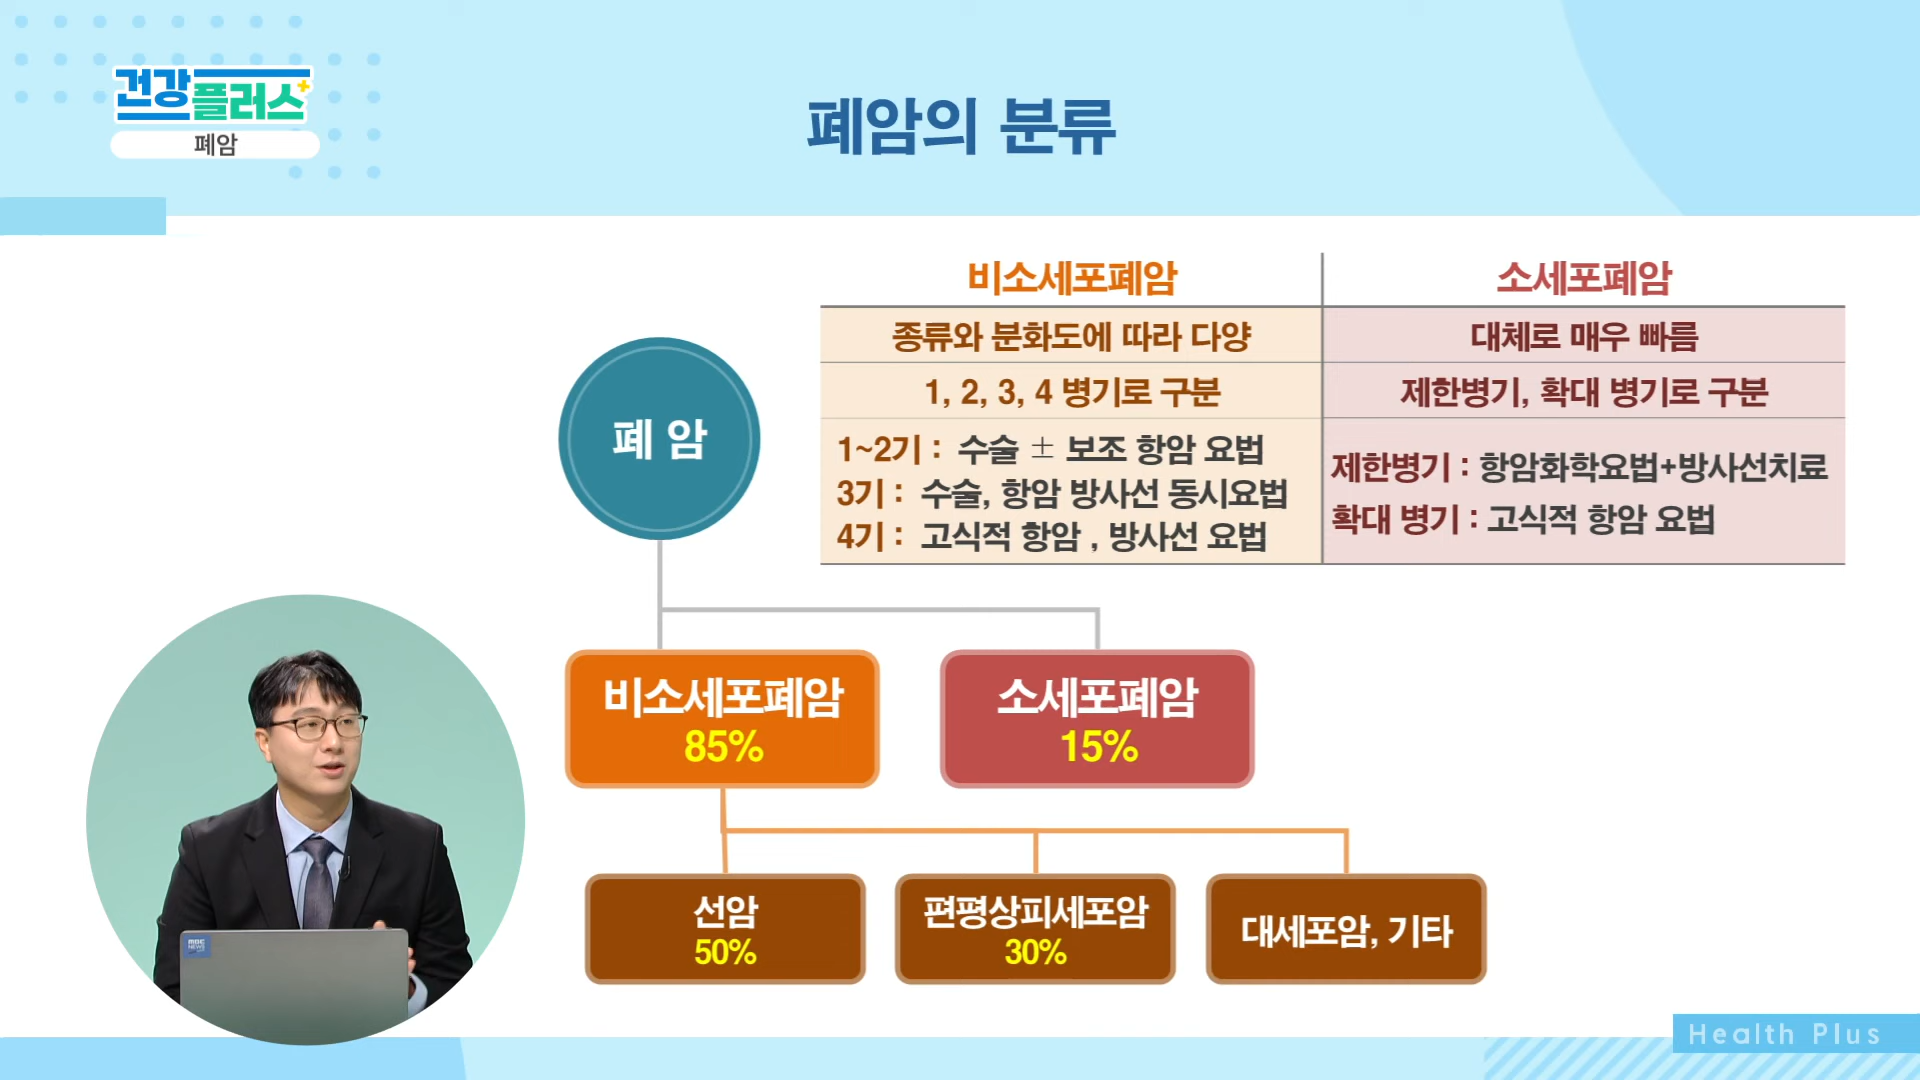 건강플러스+
폐암
폐암의 분류
비소세포폐암
소세포폐암
종류와 분화도에 따라 다양
대체로 매우 빠름
1, 2, 3, 4 병기로 구분
제한병기, 확대 병기로 구분
1~2기 : 수술 ± 보조 항암 요법
3기 : 수술, 항암 방사선 동시요법
4기 : 고식적 항암 , 방사선 요법
제한병기 : 항암화학요법+방사선치료
확대 병기 : 고식적 항암 요법
폐 암
비소세포폐암
85%
소세포폐암
15%
선암
50%
편평상피세포암
30%
대세포암, 기타
MBC
NEWS
Health Plus